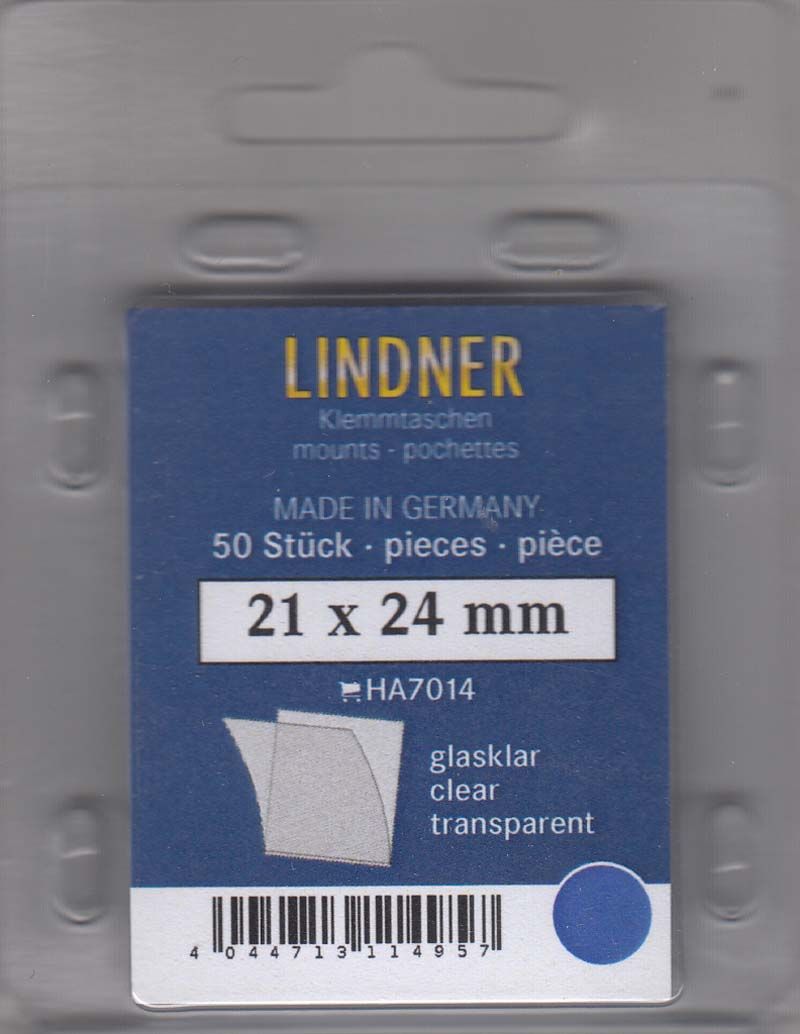 LINDNER
Klemmtaschen
mounts - pochettes
MADE IN GERMANY
50 Stück · pieces · pièce
21 x 24 mm
HA7014
glasklar
clear
transparent
4 044713 114957